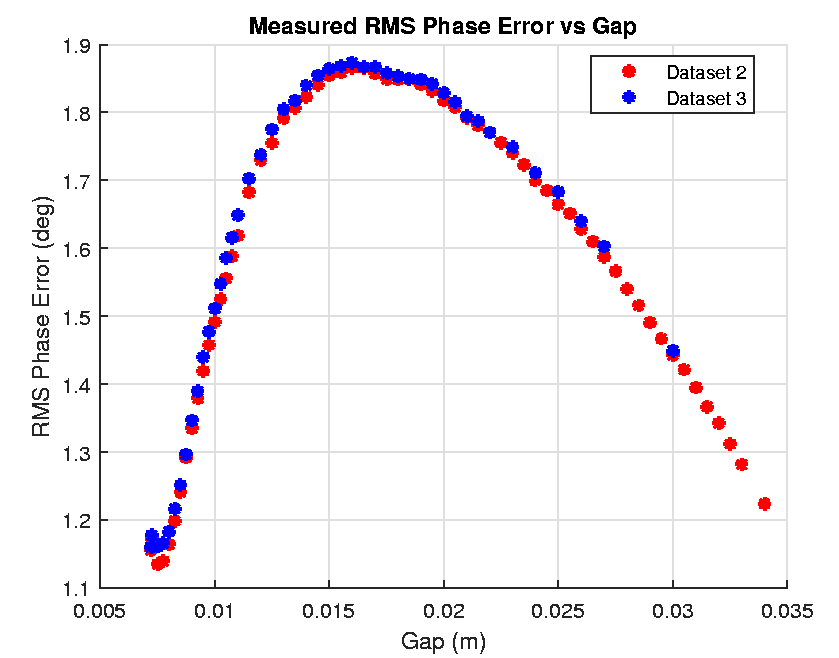 Measured RMS Phase Error vs Gap
1.9
1.8
1.7
1.6
1.5
1.4
1.3
1.2
1.1
RMS Phase Error (deg)
Dataset 2
Dataset 3
0.005 0.01 0.015 0.02 0.025 0.03 0.035
Gap (m)